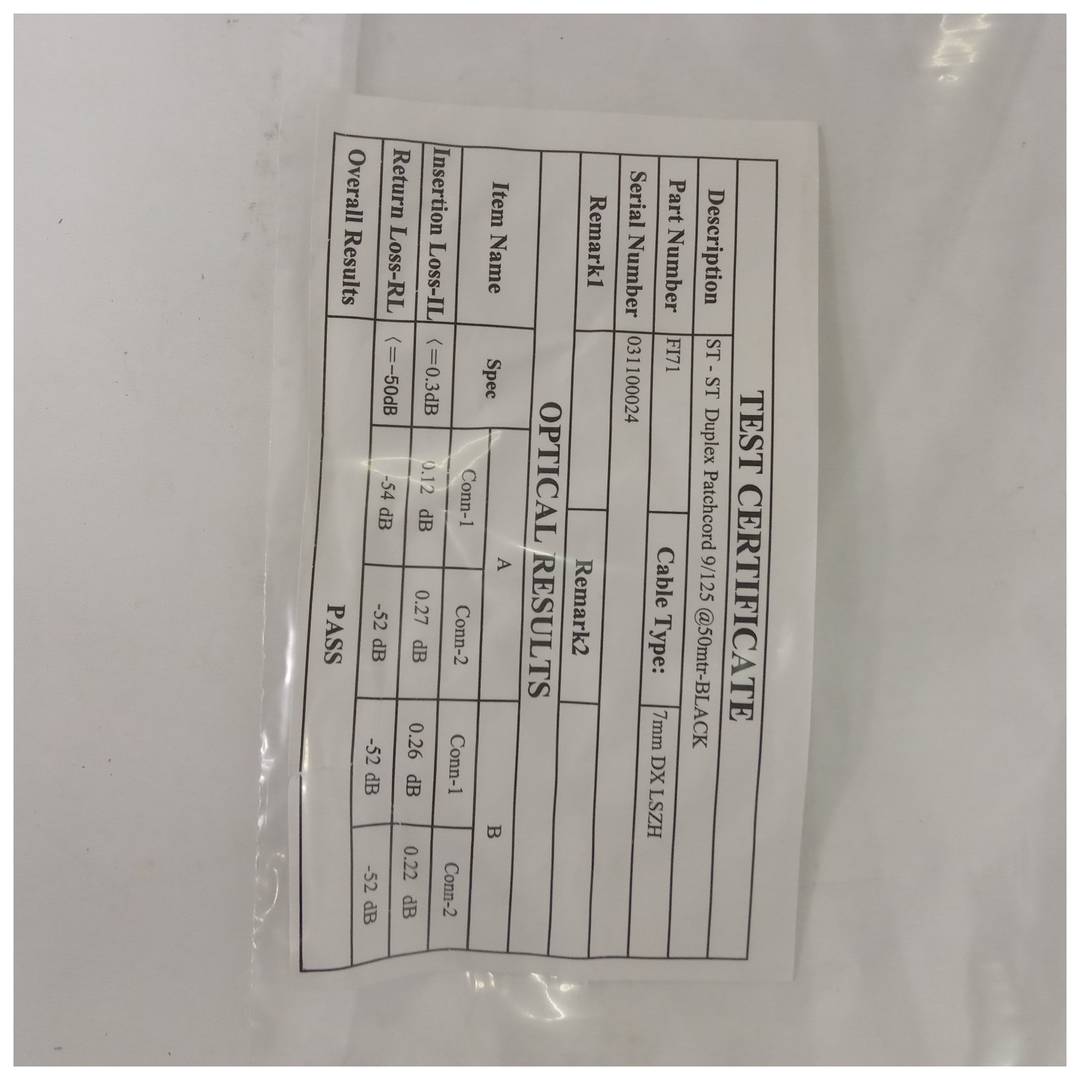 TEST CERTIFICATE
Description ST - ST Duplex Patchcord 9/125 @50mtr-BLACK
Part Number FI71 Cable Type: 7mm DX LSZH
Serial Number 031100024
Remark1 Remark2
OPTICAL RESULTS
Item Name Spec A B
Conn-1 Conn-2 Conn-1 Conn-2
Insertion Loss-IL (<=0.3dB 0.12 dB 0.27 dB 0.26 dB 0.22 dB
Return Loss-RL (<=-50dB -54 dB -52 dB -52 dB -52 dB
Overall Results PASS